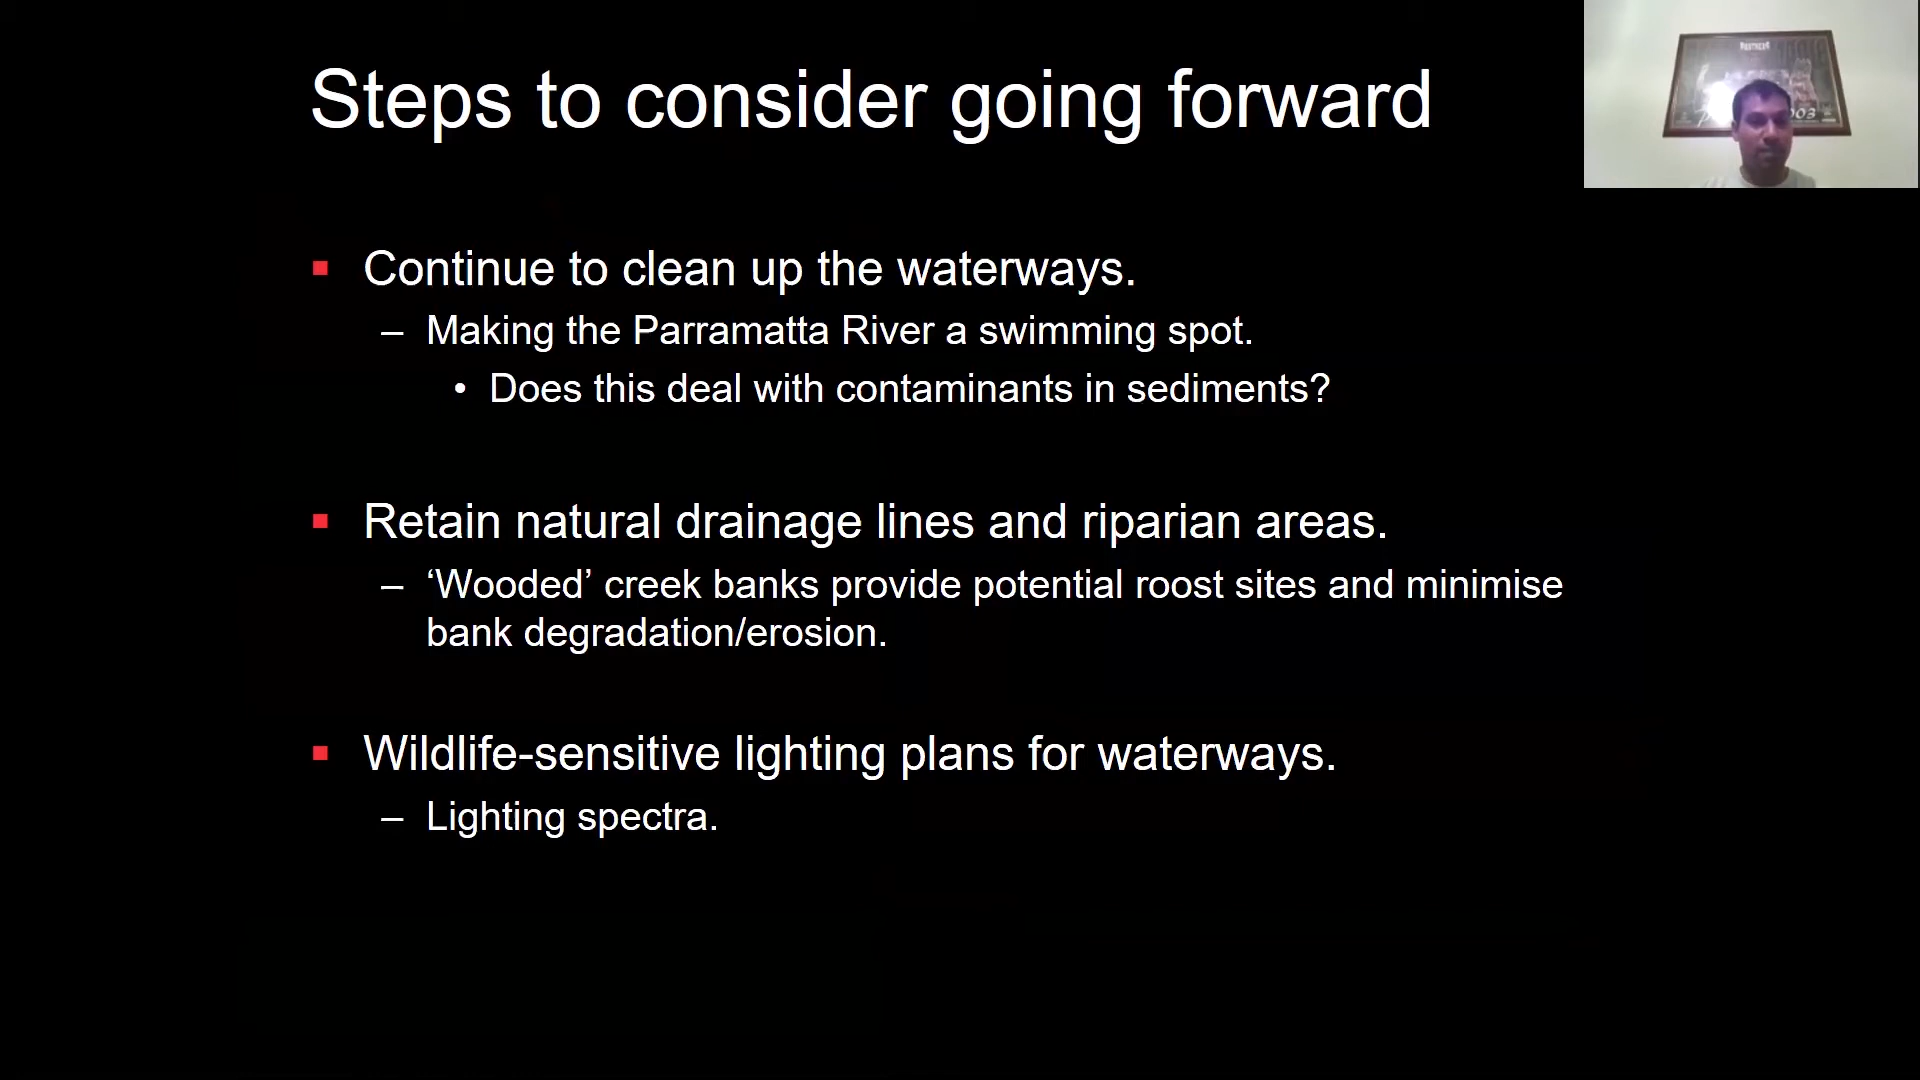 Steps to consider going forward
Continue to clean up the waterways.
– Making the Parramatta River a swimming spot.
• Does this deal with contaminants in sediments?
Retain natural drainage lines and riparian areas.
– ‘Wooded’ creek banks provide potential roost sites and minimise
bank degradation/erosion.
Wildlife-sensitive lighting plans for waterways.
– Lighting spectra.